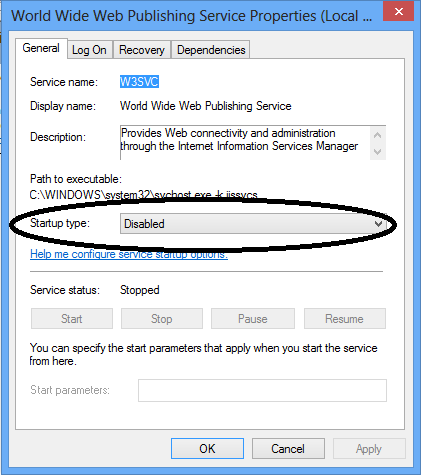 World Wide Web Publishing Service Properties (Local ...
General
Log On
Recovery
Dependencies
Service name:
W3SVC
Display name:
World Wide Web Publishing Service
Description:
Provides Web connectivity and administration
through the Internet Information Services Manager
Path to executable:
C:\WINDOWS\system32\svchost.exe -k iissvcs
Startup type:
Disabled
Help me configure service startup options.
Service status:
Stopped
Start
Stop
Pause
Resume
You can specify the start parameters that apply when you start the service
from here.
Start parameters:
OK
Cancel
Apply